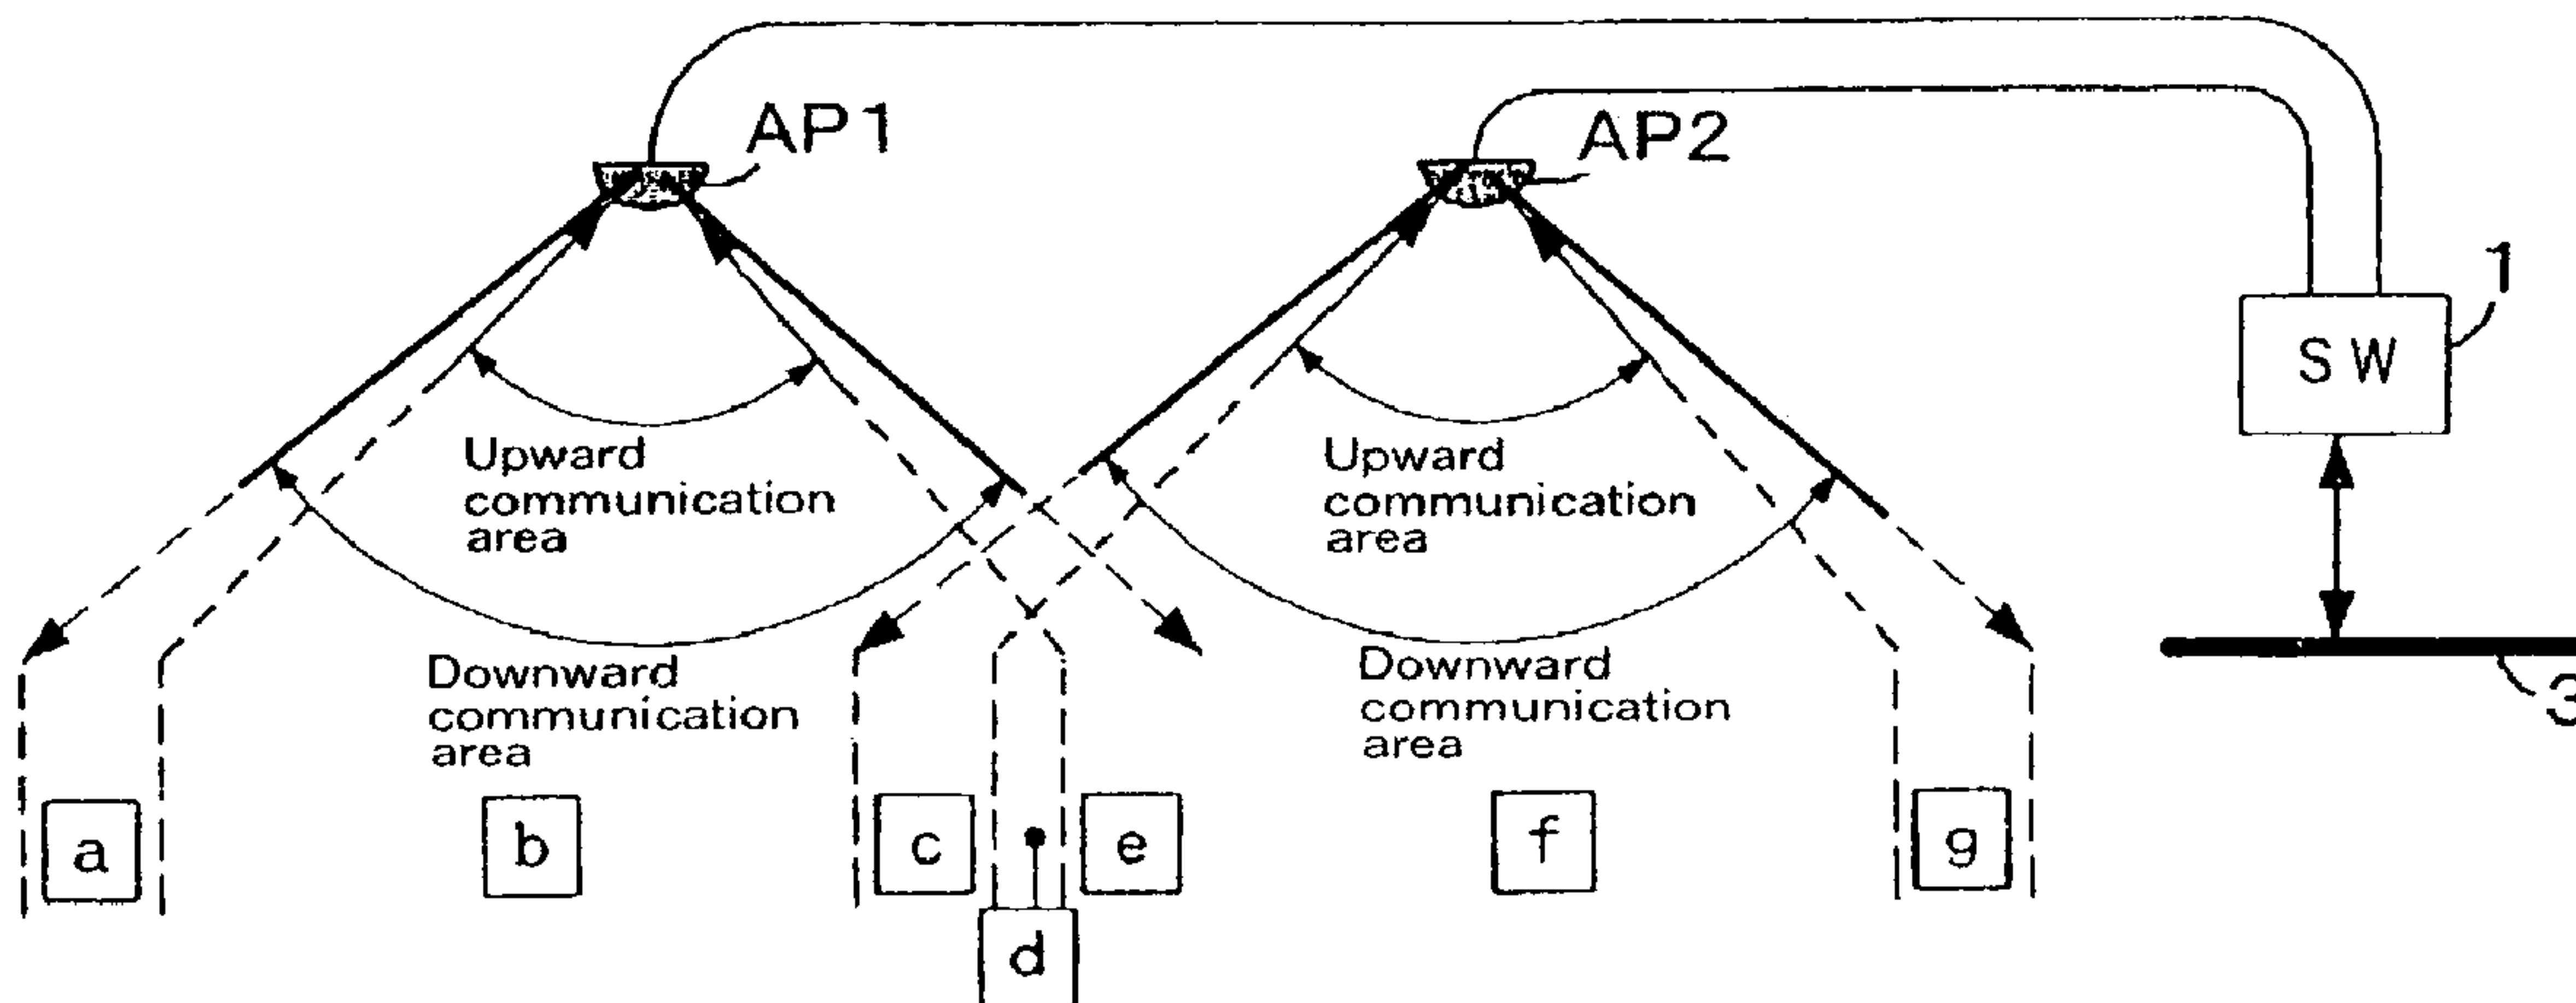 AP1
AP2
1
SW
Upward
communication
area
Upward
communication
area
Downward
communication
area
Downward
communication
area
3
a
b
c
e
f
g
d